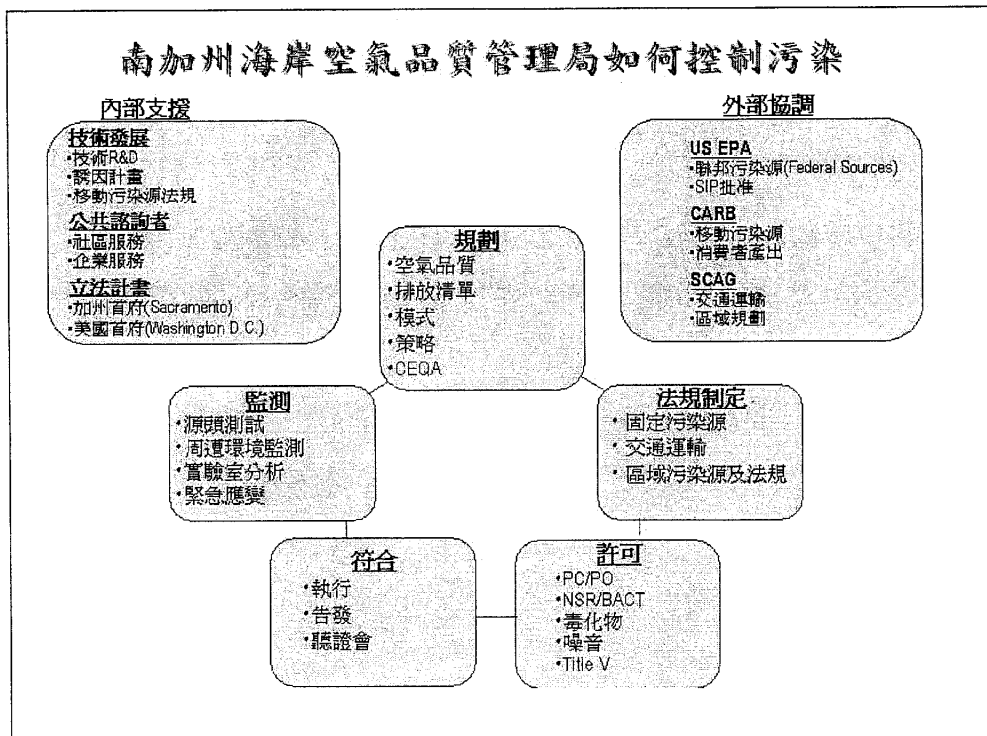 南加州海岸空氣品質管理局如何控制污染
內部支援
技術發展
•技術R&D
•誘因計畫
•移動污染源法規
公共諮詢者
•社區服務
•企業服務
立法計畫
•加州首府(Sacramento)
•美國首府(Washington D.C.)
外部協調
US EPA
•聯邦污染源(Federal Sources)
•SIP批准
CARB
•移動污染源
•消費者產出
SCAG
•交通運輸
•區域規劃
規劃
•空氣品質
•排放清單
•模式
•策略
•CEQA
監測
•源頭測試
•周遭環境監測
•實驗室分析
•緊急應變
法規制定
• 固定污染源
• 交通運輸
• 區域污染源及法規
符合
•執行
•告發
•聽證會
許可
•PC/PO
•NSR/BACT
•毒化物
•噪音
•Title V